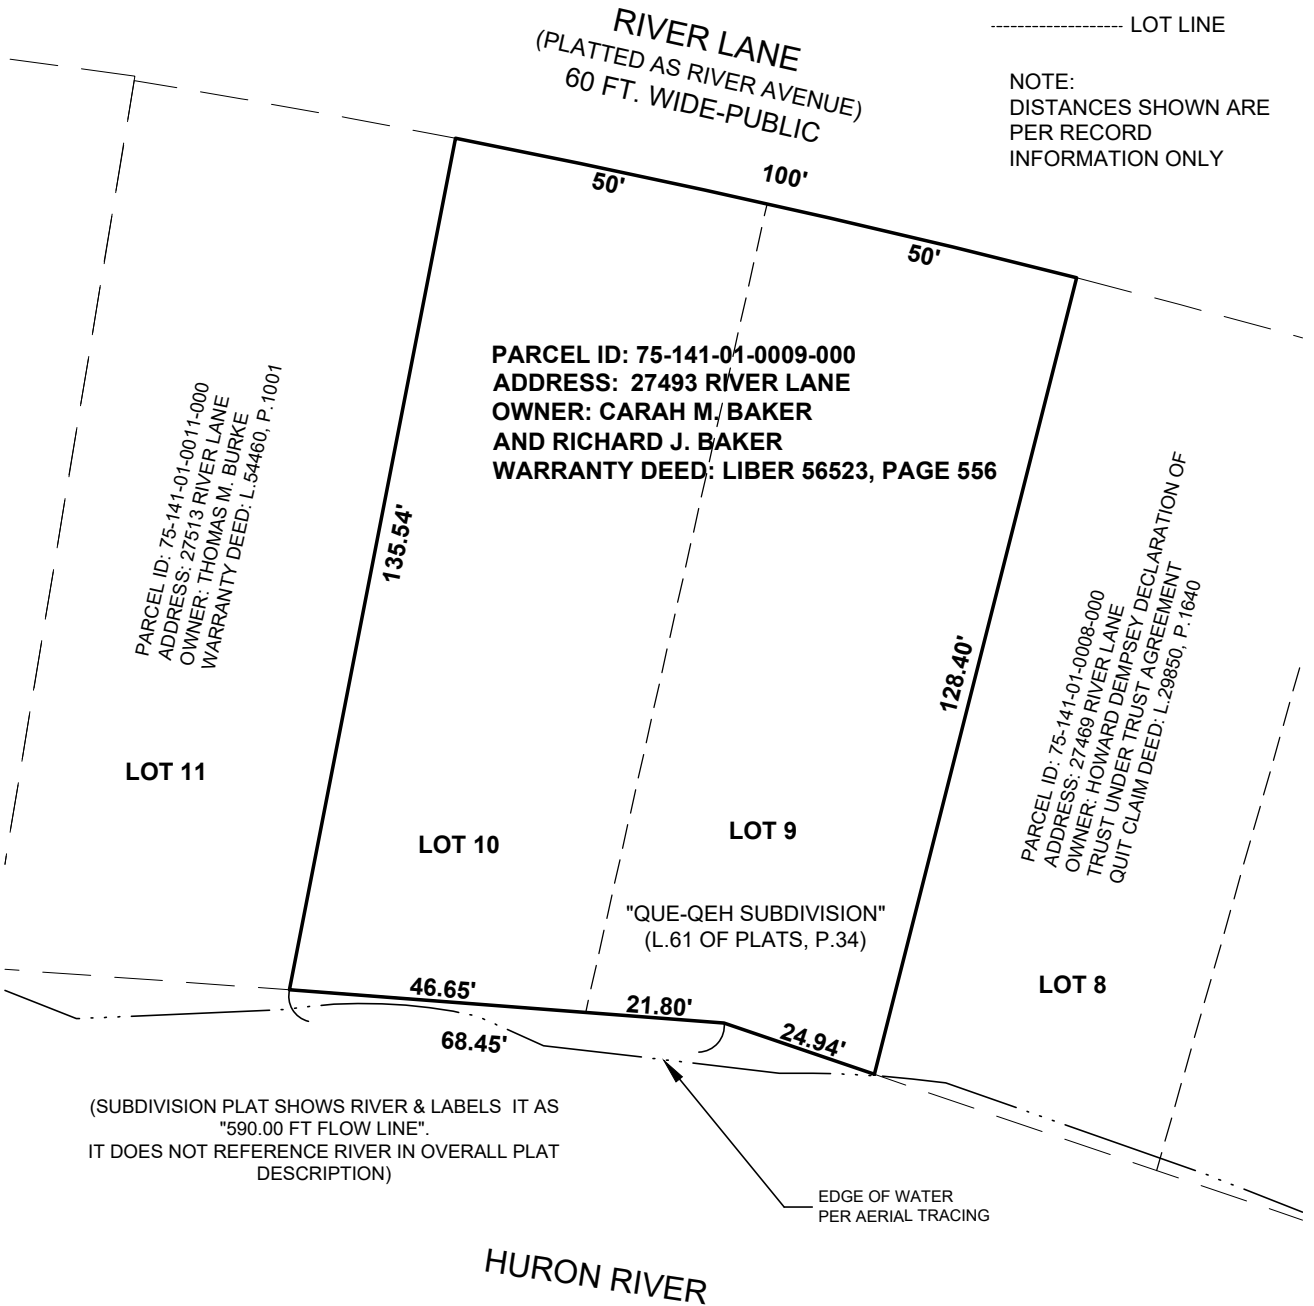 RIVER LANE
(PLATTED AS RIVER AVENUE)
60 FT. WIDE-PUBLIC
LOT LINE
NOTE:
DISTANCES SHOWN ARE
PER RECORD
INFORMATION ONLY
50'
100'
50'
PARCEL ID: 75-141-01-0009-000
ADDRESS: 27493 RIVER LANE
OWNER: CARAH M. BAKER
AND RICHARD J. BAKER
WARRANTY DEED: LIBER 56523, PAGE 556
PARCEL ID: 75-141-01-0011-000
ADDRESS: 27513 RIVER LANE
OWNER: THOMAS M. BURKE
WARRANTY DEED: L.54460, P.1001
135.54'
128.40'
PARCEL ID: 75-141-01-0008-000
ADDRESS: 27469 RIVER LANE
OWNER: HOWARD DEMPSEY DECLARATION OF
TRUST UNDER TRUST AGREEMENT
QUIT CLAIM DEED: L.29850, P.1640
LOT 11
LOT 10
LOT 9
"QUE-QEH SUBDIVISION"
(L.61 OF PLATS, P.34)
LOT 8
46.65'
21.80'
24.94'
68.45'
(SUBDIVISION PLAT SHOWS RIVER & LABELS IT AS
"590.00 FT FLOW LINE".
IT DOES NOT REFERENCE RIVER IN OVERALL PLAT
DESCRIPTION)
EDGE OF WATER
PER AERIAL TRACING
HURON RIVER